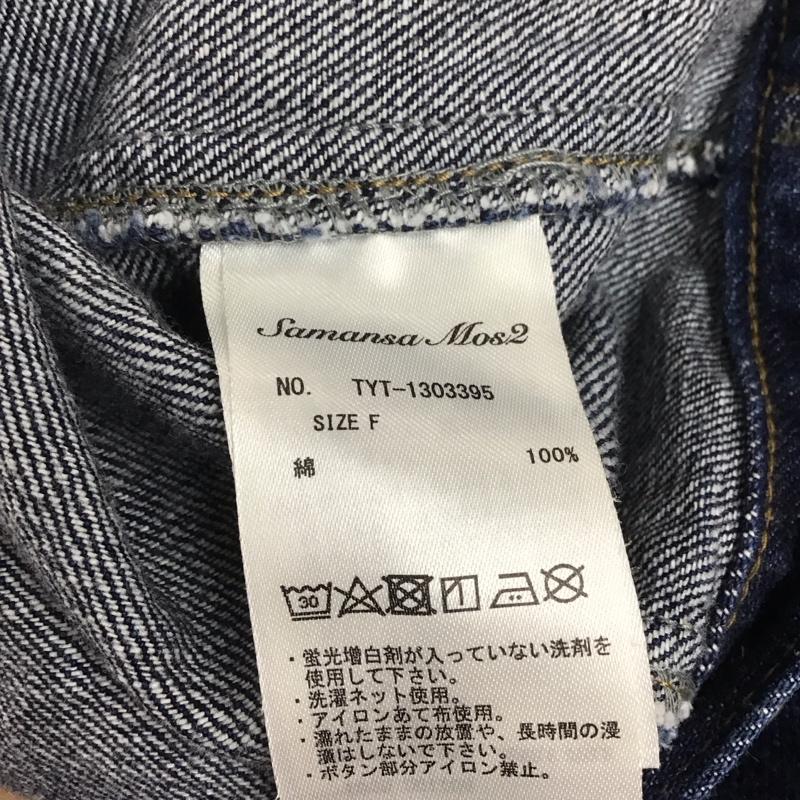 Samansa Mos2
NO. TYT-1303395
SIZE F
綿 100%
30
・蛍光増白剤が入っていない洗剤を
使用して下さい。
・洗濯ネット使用。
・アイロンあて布使用。
・濡れたままの放置や、長時間の浸
漬はしないで下さい。
・ボタン部分アイロン禁止。